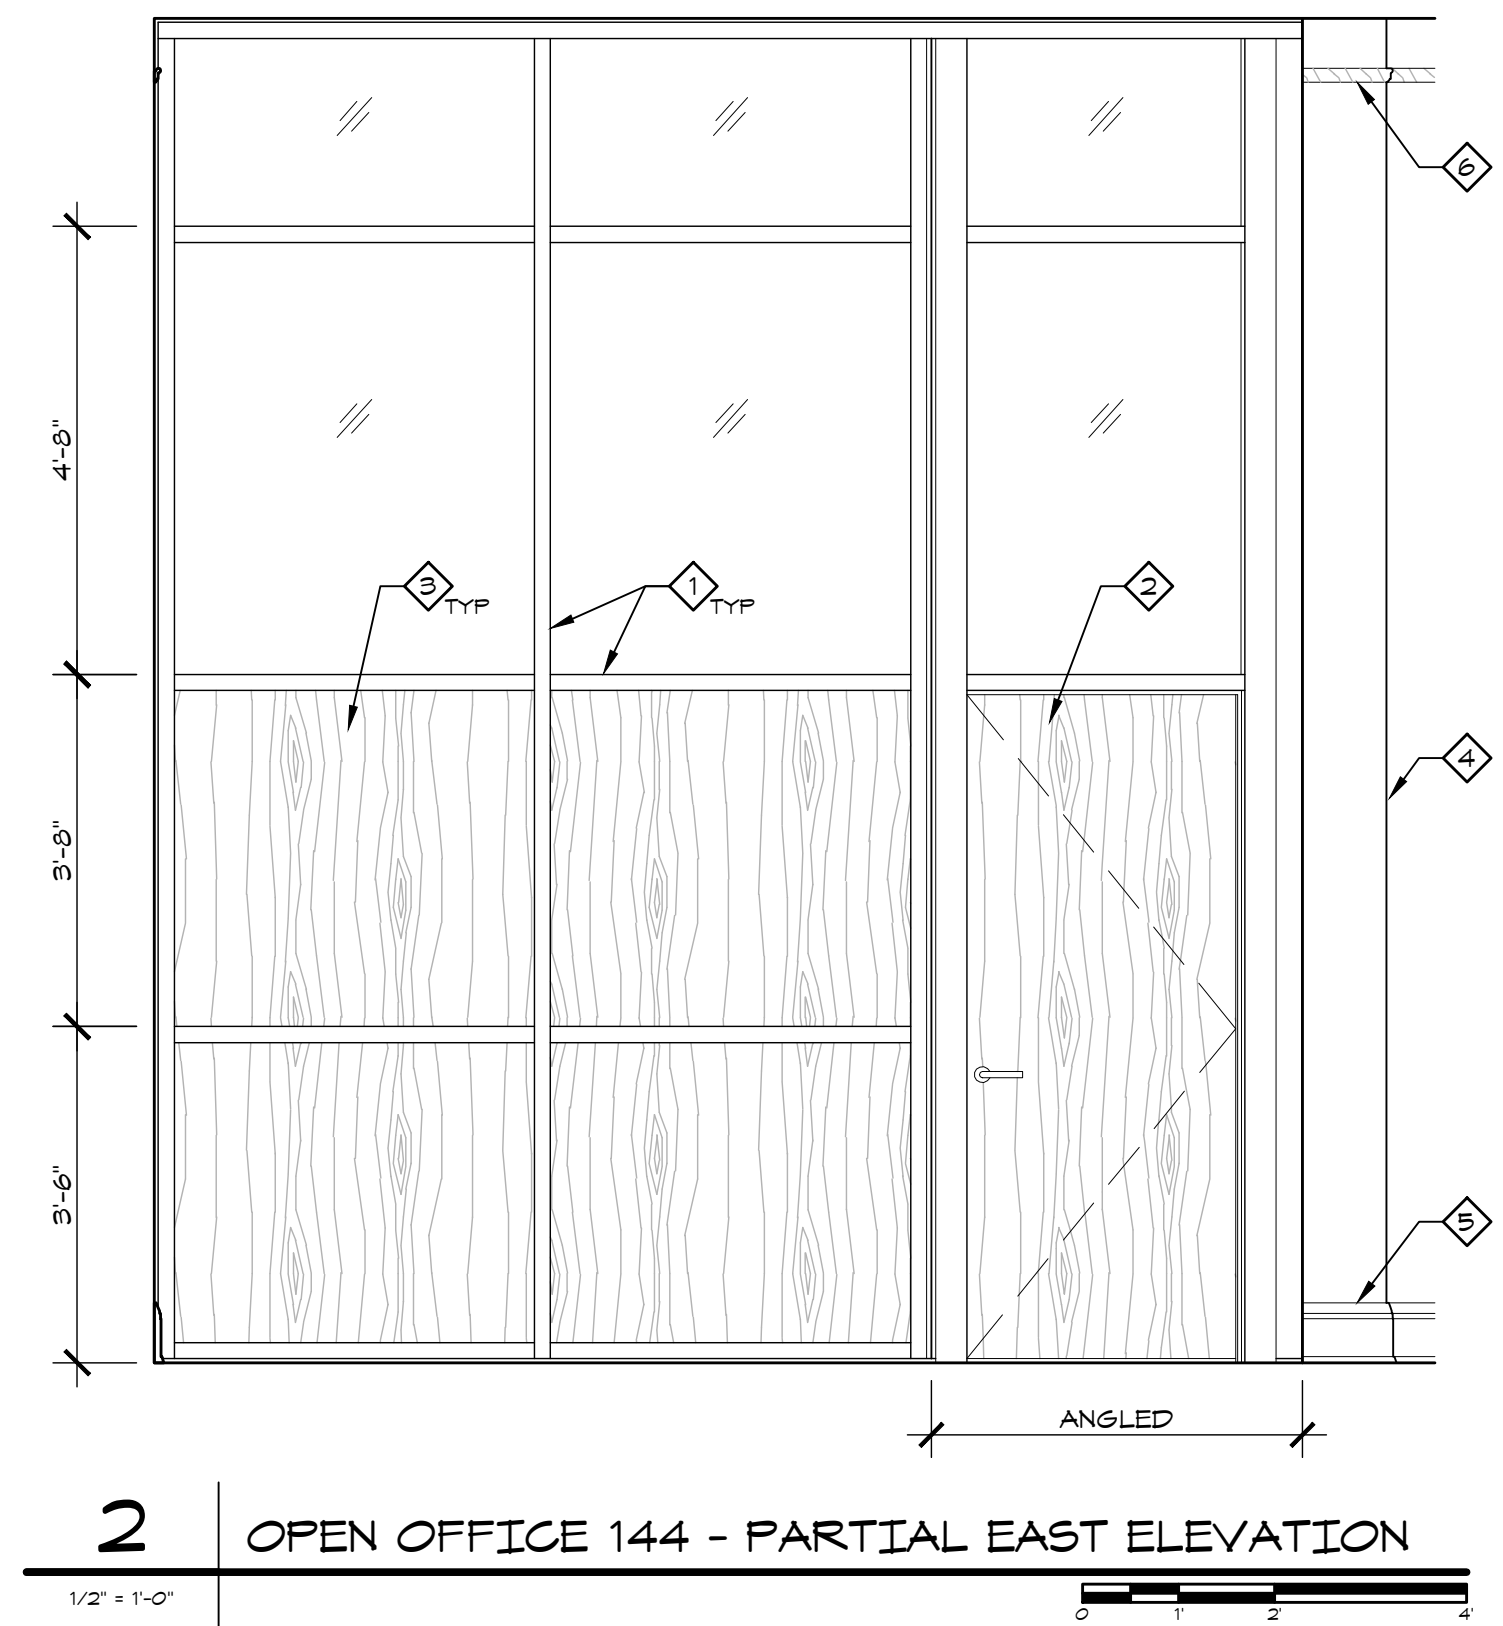 6
4'-8"
3 TYP
1 TYP
2
4
3'-8"
3'-6"
5
ANGLED
2
OPEN OFFICE 144 - PARTIAL EAST ELEVATION
1/2" = 1'-0"
0 1' 2' 4'